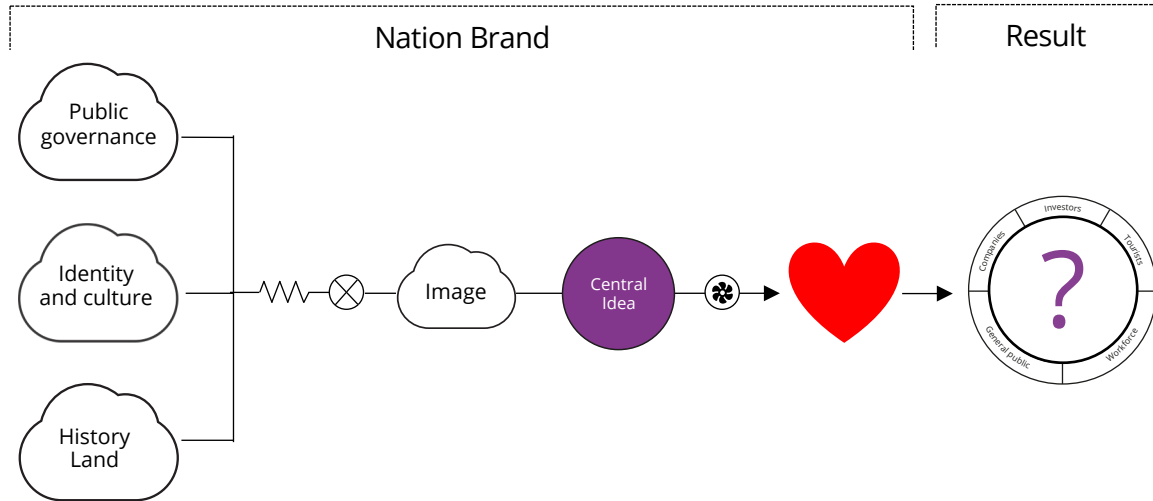 Nation Brand
Result
Public
governance
Identity
and culture
History
Land
Image
Central
Idea
Companies
Investors
Tourists
Workforce
General public
?